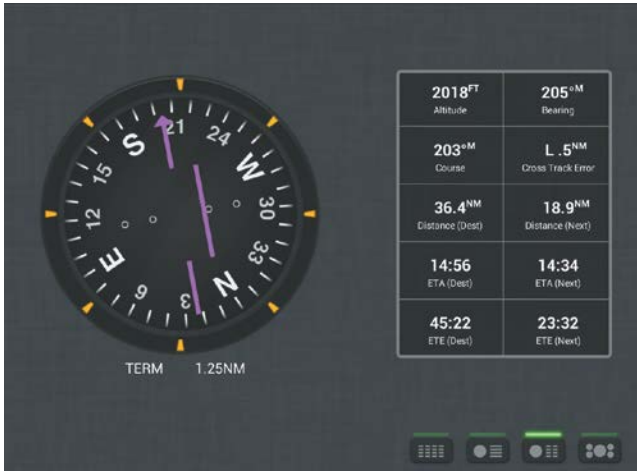 21
24
W
30
33
N
3
6
E
12
15
S
TERM 1.25NM
2018FT 205°M
Altitude Bearing
203°M L .5NM
Course Cross Track Error
36.4NM 18.9NM
Distance (Dest) Distance (Next)
14:56 14:34
ETA (Dest) ETA (Next)
45:22 23:32
ETE (Dest) ETE (Next)